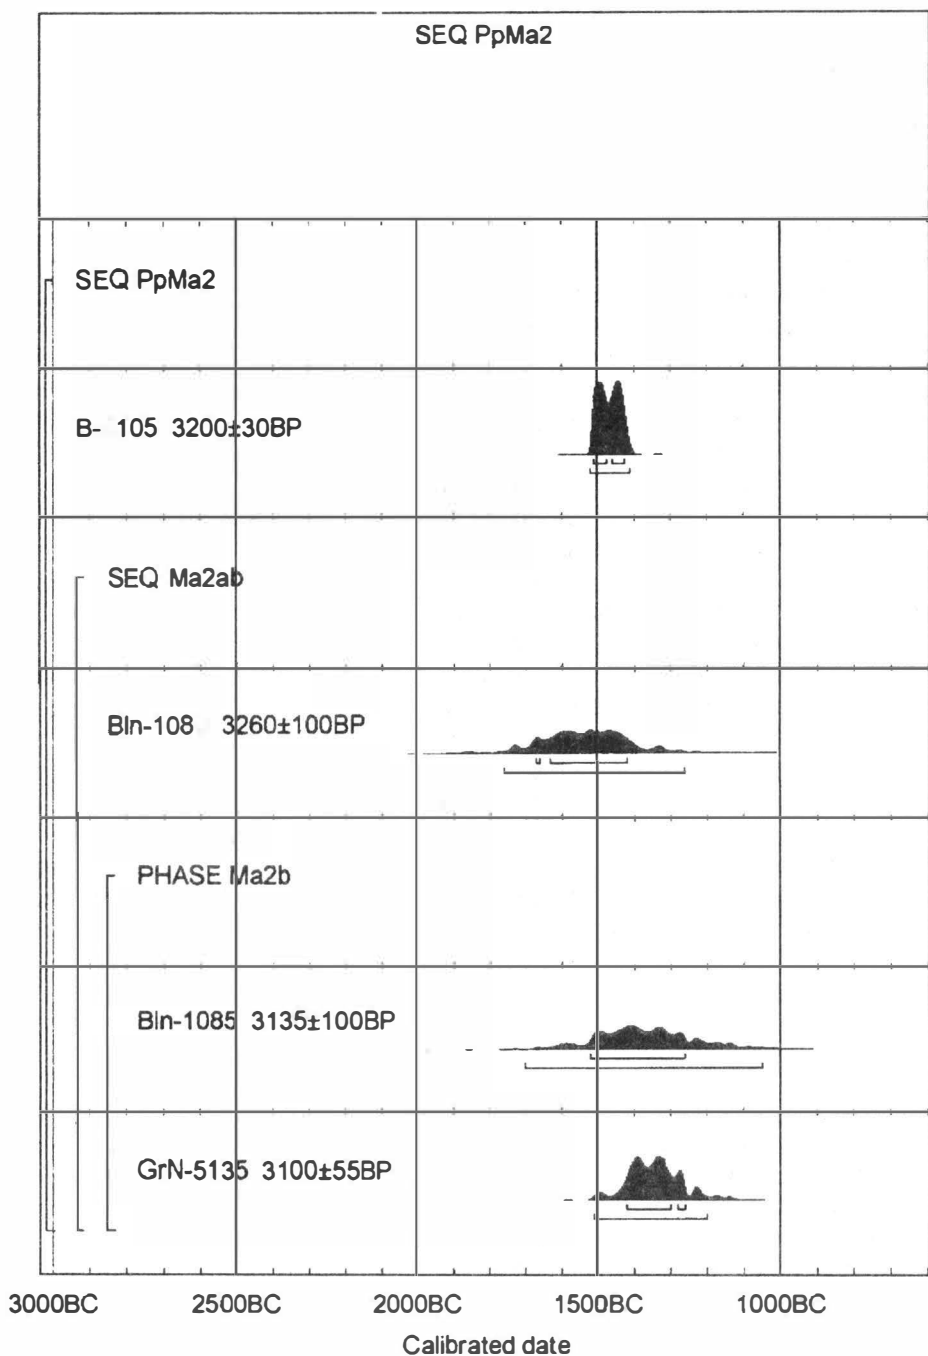 SEQ PpMa2
SEQ PpMa2
B- 105 3200±30BP
SEQ Ma2ab
Bln-108 3260±100BP
PHASE Ma2b
Bln-1085 3135±100BP
GrN-5135 3100±55BP
3000BC 2500BC 2000BC 1500BC 1000BC
Calibrated date